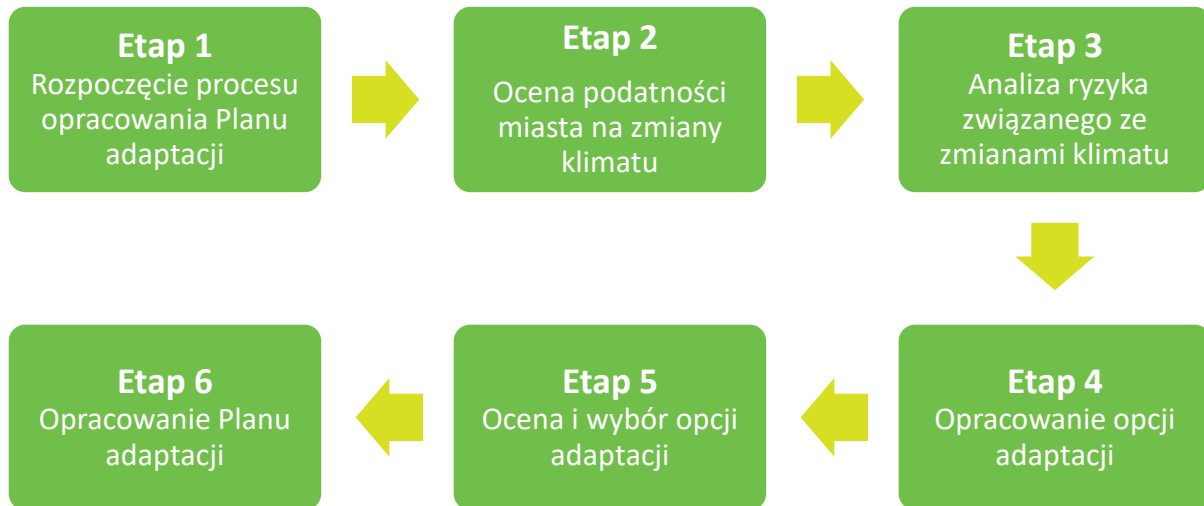 Etap 1
Rozpoczęcie procesu
opracowania Planu
adaptacji
Etap 2
Ocena podatności
miasta na zmiany
klimatu
Etap 3
Analiza ryzyka
związanego ze
zmianami klimatu
Etap 4
Opracowanie opcji
adaptacji
Etap 5
Ocena i wybór opcji
adaptacji
Etap 6
Opracowanie Planu
adaptacji